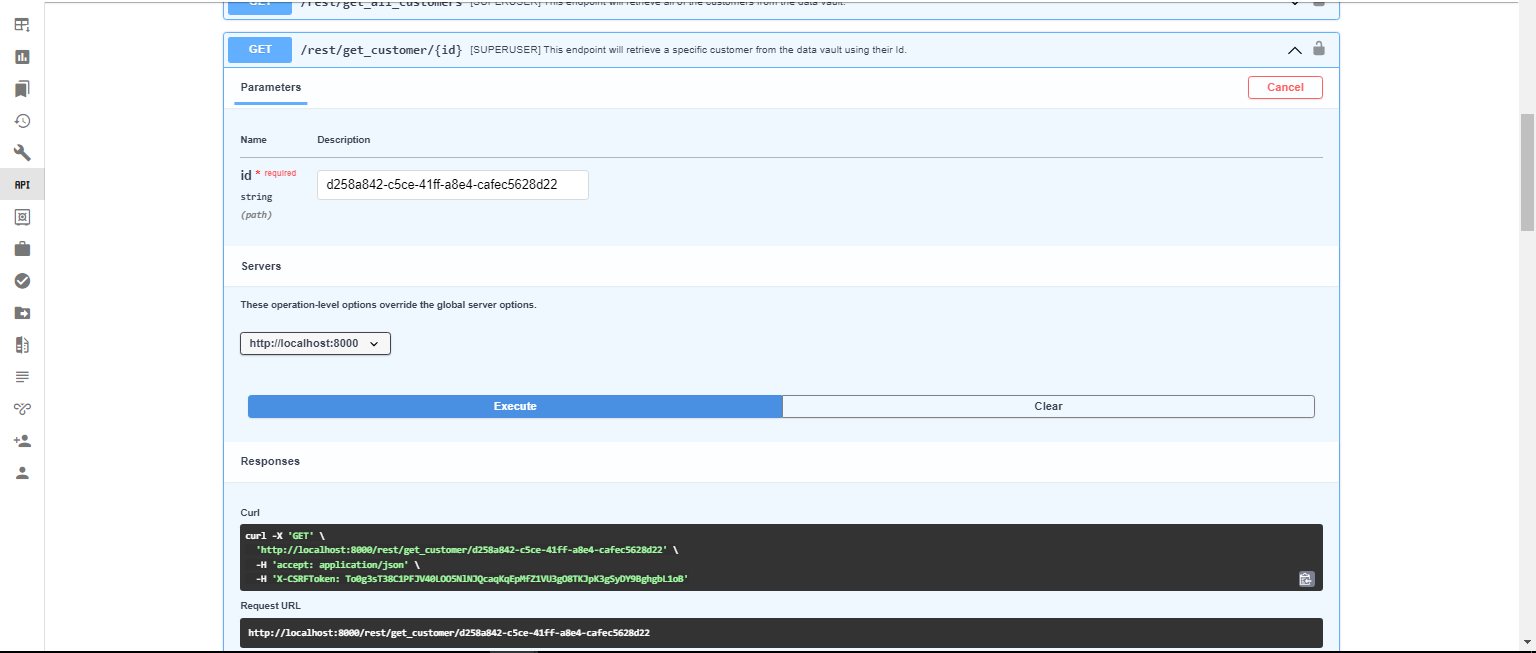 GET /rest/get_all_customers [SUPERUSER] This endpoint will retrieve all of the customers from the data vault.
GET /rest/get_customer/{id} [SUPERUSER] This endpoint will retrieve a specific customer from the data vault using their Id.
Parameters
Cancel
Name Description
id * required
d258a842-c5ce-41ff-a8e4-cafec5628d22
string
(path)
API
Servers
These operation-level options override the global server options.
http://localhost:8000
Execute Clear
Responses
Curl
curl -X 'GET' \
'http://localhost:8000/rest/get_customer/d258a842-c5ce-41ff-a8e4-cafec5628d22' \
-H 'accept: application/json' \
-H 'X-CSRFToken: To0g3sT38C1PFJV40LOO5NlNJQcaqKqEpMfZ1VU3gO8TKJpK3gSyDY9BghgbL1oB'
Request URL
http://localhost:8000/rest/get_customer/d258a842-c5ce-41ff-a8e4-cafec5628d22